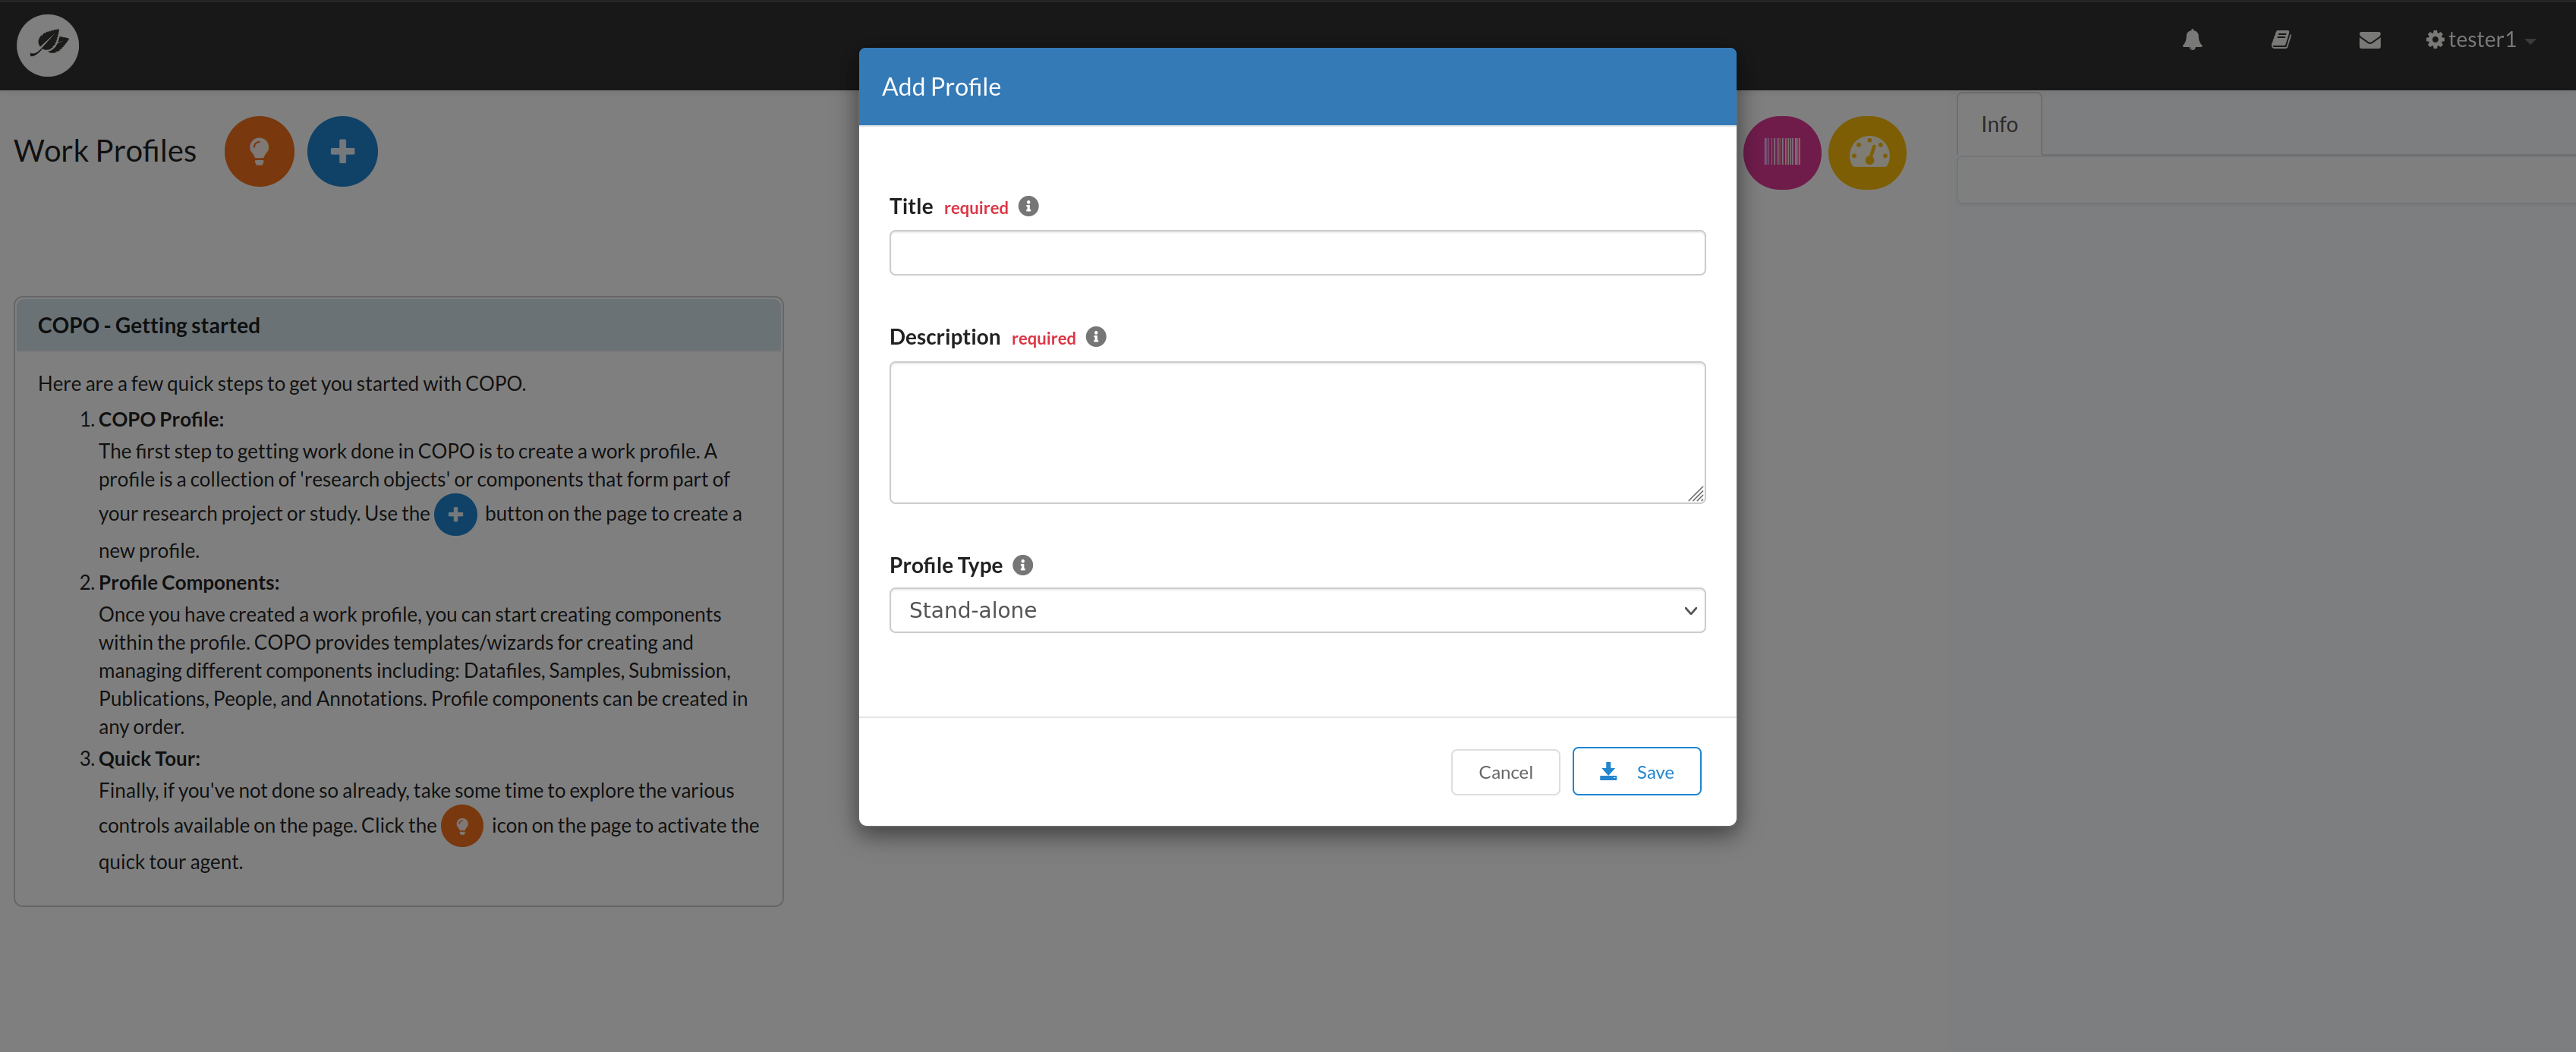 tester1
Work Profiles
Info
COPO - Getting started
Here are a few quick steps to get you started with COPO.
1. COPO Profile:
The first step to getting work done in COPO is to create a work profile. A
profile is a collection of 'research objects' or components that form part of
your research project or study. Use the button on the page to create a
new profile.
2. Profile Components:
Once you have created a work profile, you can start creating components
within the profile. COPO provides templates/wizards for creating and
managing different components including: Datafiles, Samples, Submission,
Publications, People, and Annotations. Profile components can be created in
any order.
3. Quick Tour:
Finally, if you've not done so already, take some time to explore the various
controls available on the page. Click the icon on the page to activate the
quick tour agent.
Add Profile
Title required
Description required
Profile Type
Stand-alone
Cancel
Save